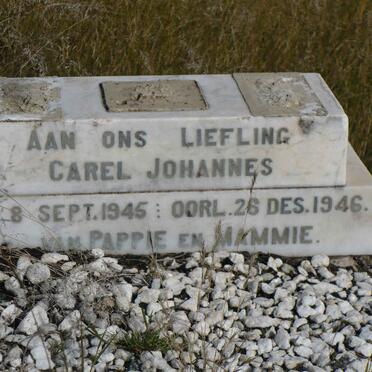 AAN ONS LIEFLING
CAREL JOHANNES
8 SEPT. 1945 : OORL. 26 DES. 1946.
VAN PAPPIE EN MAMMIE.